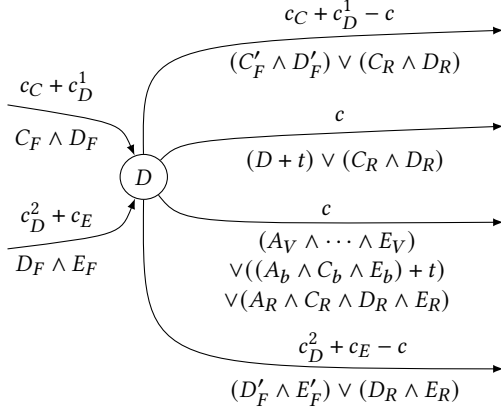 c_C + c_D^1 − c
(C′_F ∧ D′_F) ∨ (C_R ∧ D_R)
c_C + c_D^1
C_F ∧ D_F
c
(D + t) ∨ (C_R ∧ D_R)
D
c_D^2 + c_E
D_F ∧ E_F
c
(A_V ∧ ⋯ ∧ E_V)
∨((A_b ∧ C_b ∧ E_b) + t)
∨(A_R ∧ C_R ∧ D_R ∧ E_R)
c_D^2 + c_E − c
(D′_F ∧ E′_F) ∨ (D_R ∧ E_R)